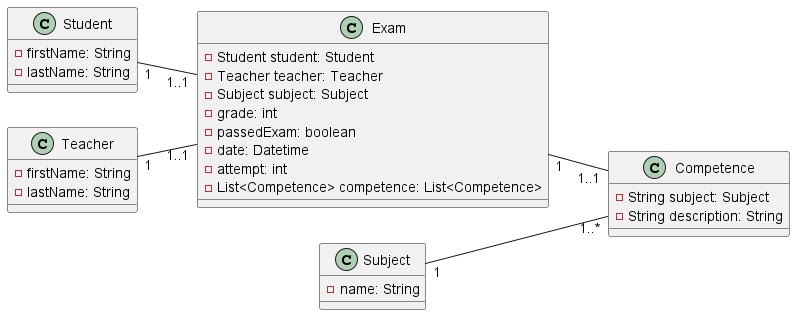 C Student
firstName: String
lastName: String
1
1..1
C Teacher
firstName: String
lastName: String
1
1..1
C Exam
Student student: Student
Teacher teacher: Teacher
Subject subject: Subject
grade: int
passedExam: boolean
date: Datetime
attempt: int
List<Competence> competence: List<Competence>
1
1..1
C Competence
String subject: Subject
String description: String
1..*
C Subject
name: String
1